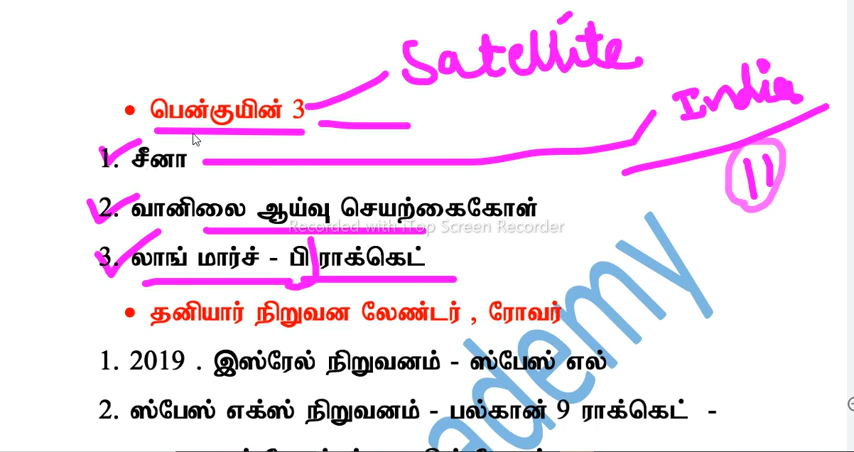 Satellite
India
• பென்குயின் 3
1. சீனா
11
2. வானிலை ஆய்வு செயற்கைகோள்
Recorded with iTop Screen Recorder
3. லாங் மார்ச் - பி ராக்கெட்
• தனியார் நிறுவன லேண்டர் , ரோவர்
1. 2019 . இஸ்ரேல் நிறுவனம் - ஸ்பேஸ் எல்
2. ஸ்பேஸ் எக்ஸ் நிறுவனம் - பல்கான் 9 ராக்கெட் -
ademy